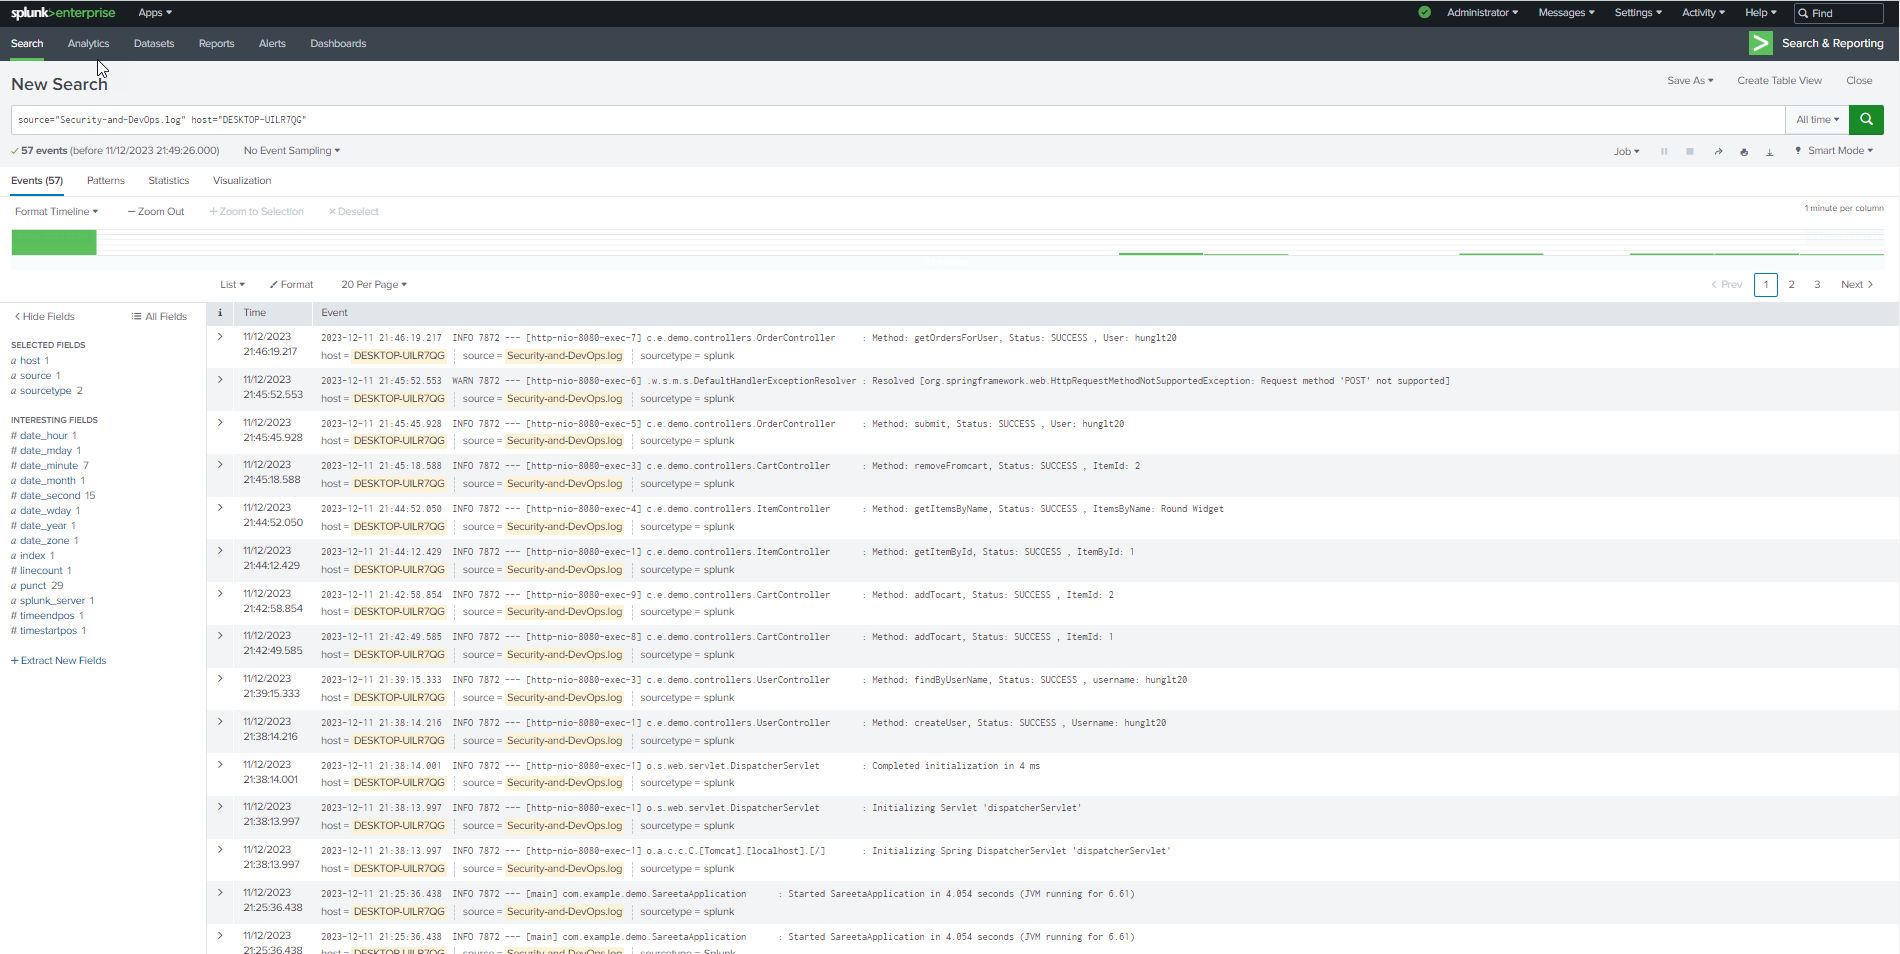 splunk>enterprise Apps Administrator Messages Settings Activity Help Find
Search Analytics Datasets Reports Alerts Dashboards Search & Reporting
New Search Save As Create Table View Close
source="Security-and-DevOps.log" host="DESKTOP-UILR7QG" All time
57 events (before 11/12/2023 21:49:26.000) No Event Sampling Job Smart Mode
Events (57) Patterns Statistics Visualization
Format Timeline — Zoom Out + Zoom to Selection × Deselect 1 minute per column
List Format 20 Per Page < Prev 1 2 3 Next >
< Hide Fields All Fields
SELECTED FIELDS
a host 1
a source 1
a sourcetype 2
INTERESTING FIELDS
# date_hour 1
# date_mday 1
# date_minute 7
a date_month 1
# date_second 15
a date_wday 1
# date_year 1
a date_zone 1
a index 1
# linecount 1
a punct 29
a splunk_server 1
# timeendpos 1
# timestartpos 1
+ Extract New Fields
i Time Event
11/12/2023
21:46:19.217
2023-12-11 21:46:19.217 INFO 7872 --- [http-nio-8080-exec-7] c.e.demo.controllers.OrderController : Method: getOrdersForUser, Status: SUCCESS , User: hunglt20
host = DESKTOP-UILR7QG source = Security-and-DevOps.log sourcetype = splunk
11/12/2023
21:45:52.553
2023-12-11 21:45:52.553 WARN 7872 --- [http-nio-8080-exec-6] .w.s.m.s.DefaultHandlerExceptionResolver : Resolved [org.springframework.web.HttpRequestMethodNotSupportedException: Request method 'POST' not supported]
host = DESKTOP-UILR7QG source = Security-and-DevOps.log sourcetype = splunk
11/12/2023
21:45:45.928
2023-12-11 21:45:45.928 INFO 7872 --- [http-nio-8080-exec-5] c.e.demo.controllers.OrderController : Method: submit, Status: SUCCESS , User: hunglt20
host = DESKTOP-UILR7QG source = Security-and-DevOps.log sourcetype = splunk
11/12/2023
21:45:18.588
2023-12-11 21:45:18.588 INFO 7872 --- [http-nio-8080-exec-3] c.e.demo.controllers.CartController : Method: removeFromcart, Status: SUCCESS , ItemId: 2
host = DESKTOP-UILR7QG source = Security-and-DevOps.log sourcetype = splunk
11/12/2023
21:44:52.050
2023-12-11 21:44:52.050 INFO 7872 --- [http-nio-8080-exec-4] c.e.demo.controllers.ItemController : Method: getItemsByName, Status: SUCCESS , ItemsByName: Round Widget
host = DESKTOP-UILR7QG source = Security-and-DevOps.log sourcetype = splunk
11/12/2023
21:44:12.429
2023-12-11 21:44:12.429 INFO 7872 --- [http-nio-8080-exec-1] c.e.demo.controllers.ItemController : Method: getItemById, Status: SUCCESS , ItemById: 1
host = DESKTOP-UILR7QG source = Security-and-DevOps.log sourcetype = splunk
11/12/2023
21:42:58.854
2023-12-11 21:42:58.854 INFO 7872 --- [http-nio-8080-exec-9] c.e.demo.controllers.CartController : Method: addTocart, Status: SUCCESS , ItemId: 2
host = DESKTOP-UILR7QG source = Security-and-DevOps.log sourcetype = splunk
11/12/2023
21:42:49.585
2023-12-11 21:42:49.585 INFO 7872 --- [http-nio-8080-exec-8] c.e.demo.controllers.CartController : Method: addTocart, Status: SUCCESS , ItemId: 1
host = DESKTOP-UILR7QG source = Security-and-DevOps.log sourcetype = splunk
11/12/2023
21:39:15.333
2023-12-11 21:39:15.333 INFO 7872 --- [http-nio-8080-exec-3] c.e.demo.controllers.UserController : Method: findByUserName, Status: SUCCESS , username: hunglt20
host = DESKTOP-UILR7QG source = Security-and-DevOps.log sourcetype = splunk
11/12/2023
21:38:14.216
2023-12-11 21:38:14.216 INFO 7872 --- [http-nio-8080-exec-1] c.e.demo.controllers.UserController : Method: createUser, Status: SUCCESS , Username: hunglt20
host = DESKTOP-UILR7QG source = Security-and-DevOps.log sourcetype = splunk
11/12/2023
21:38:14.001
2023-12-11 21:38:14.001 INFO 7872 --- [http-nio-8080-exec-1] o.s.web.servlet.DispatcherServlet : Completed initialization in 4 ms
host = DESKTOP-UILR7QG source = Security-and-DevOps.log sourcetype = splunk
11/12/2023
21:38:13.997
2023-12-11 21:38:13.997 INFO 7872 --- [http-nio-8080-exec-1] o.s.web.servlet.DispatcherServlet : Initializing Servlet 'dispatcherServlet'
host = DESKTOP-UILR7QG source = Security-and-DevOps.log sourcetype = splunk
11/12/2023
21:38:13.997
2023-12-11 21:38:13.997 INFO 7872 --- [http-nio-8080-exec-1] o.a.c.c.C.[Tomcat].[localhost].[/] : Initializing Spring DispatcherServlet 'dispatcherServlet'
host = DESKTOP-UILR7QG source = Security-and-DevOps.log sourcetype = splunk
11/12/2023
21:25:36.438
2023-12-11 21:25:36.438 INFO 7872 --- [main] com.example.demo.SareetaApplication : Started SareetaApplication in 4.054 seconds (JVM running for 6.61)
host = DESKTOP-UILR7QG source = Security-and-DevOps.log sourcetype = splunk
11/12/2023
21:25:36.438
2023-12-11 21:25:36.438 INFO 7872 --- [main] com.example.demo.SareetaApplication : Started SareetaApplication in 4.054 seconds (JVM running for 6.61)
host = DESKTOP-UILR7QG source = Security-and-DevOps.log sourcetype = Splunk